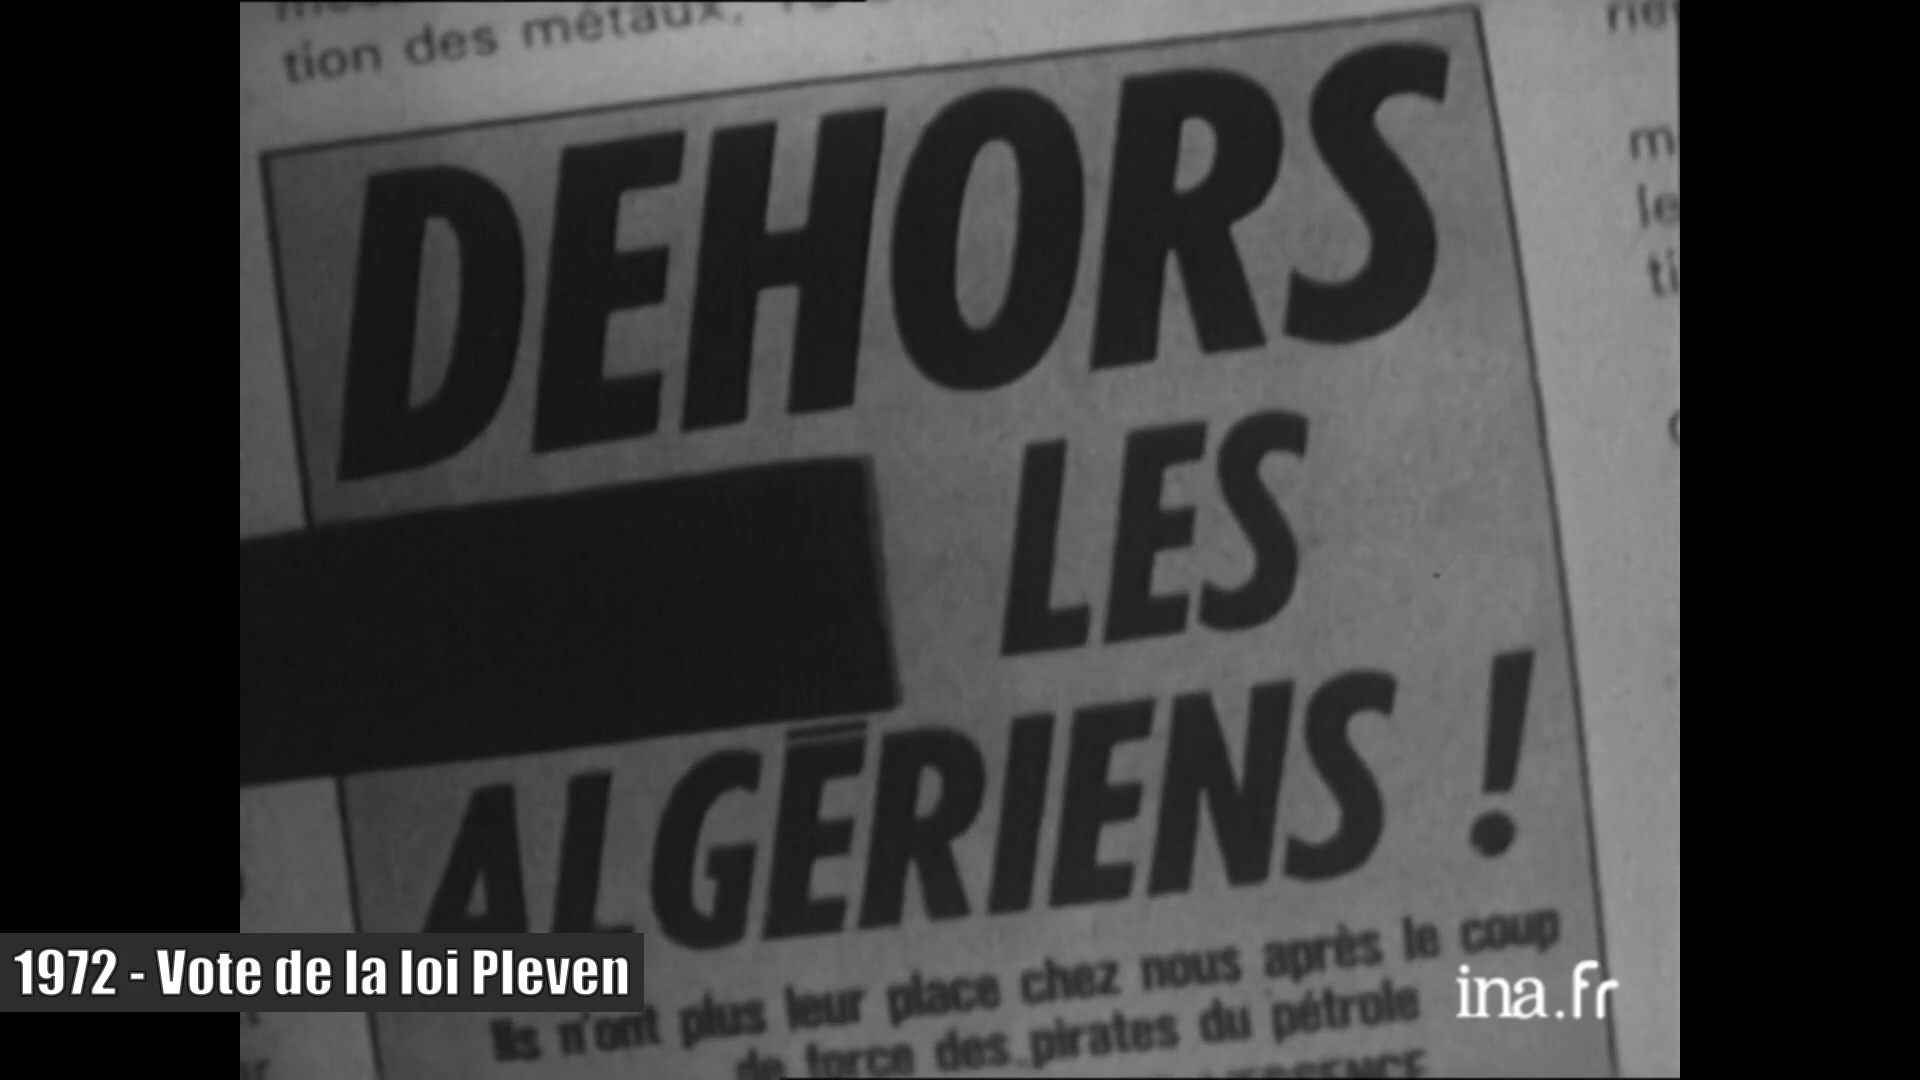 tion des métaux,
DEHORS
LES
ALGÉRIENS !
Ils n'ont plus leur place chez nous après le coup
de force des pirates du pétrole
1972 - Vote de la loi Pleven
ina.fr